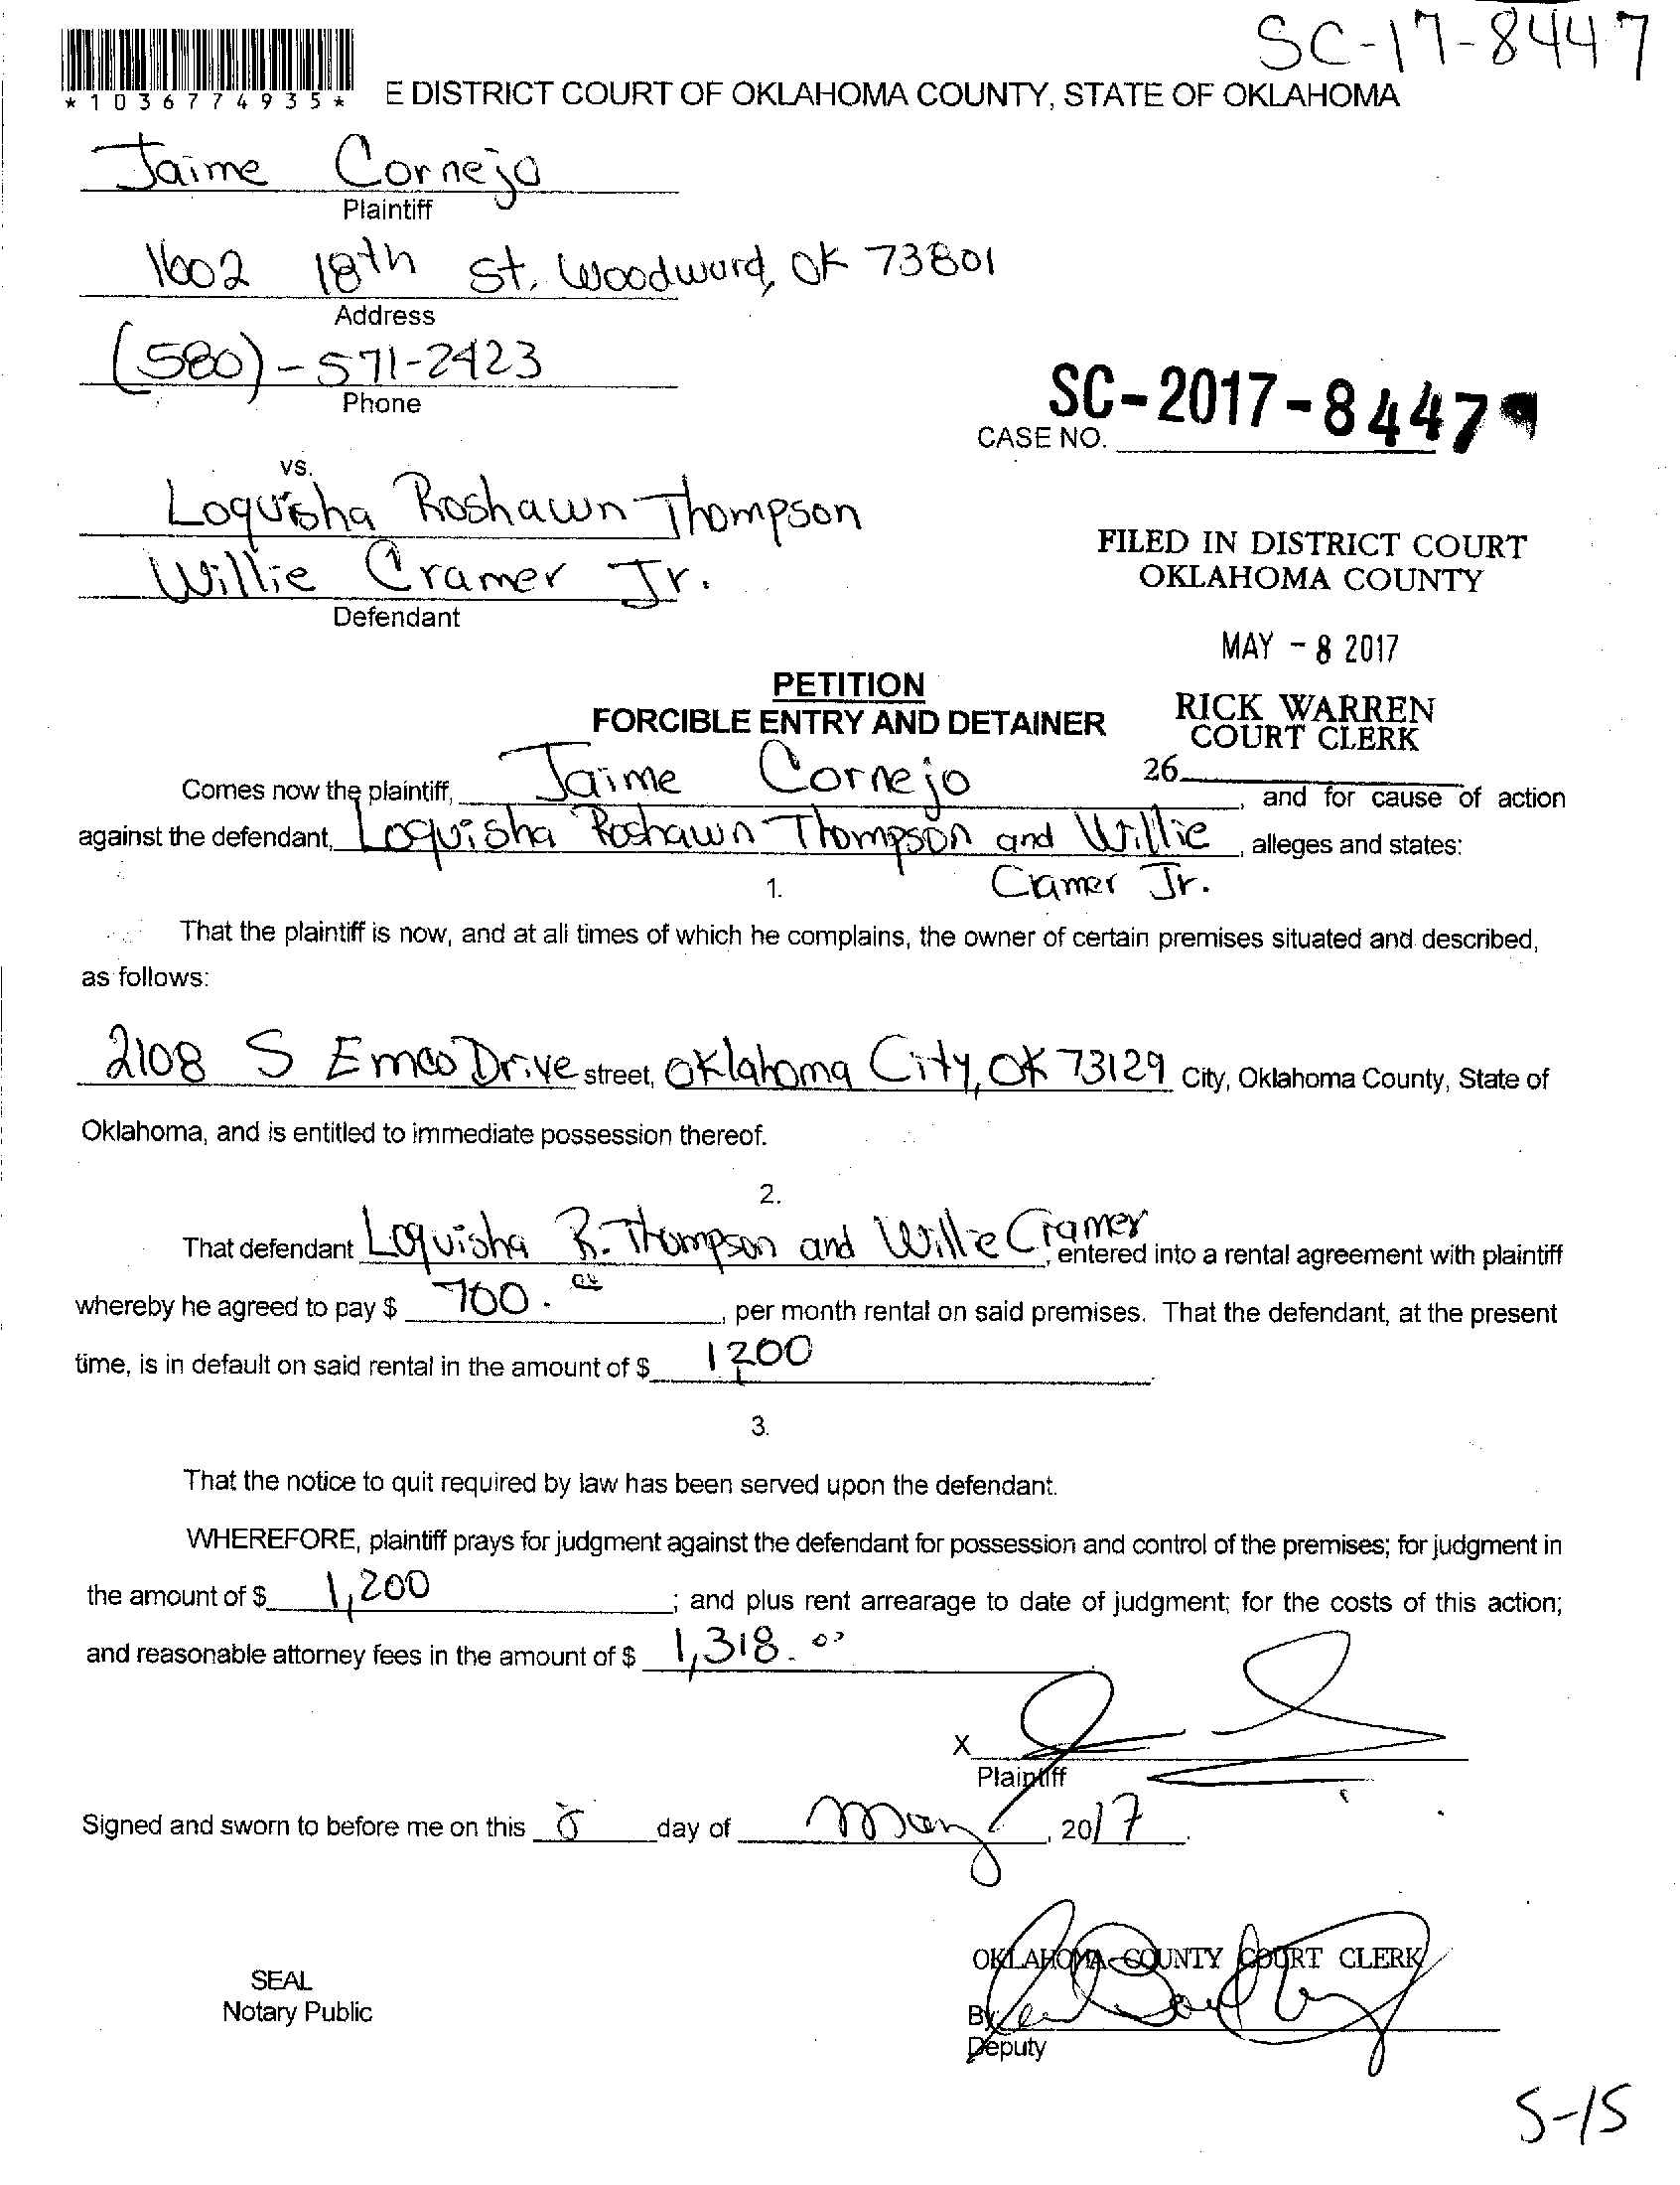 SC-17-8447
*1036774935* E DISTRICT COURT OF OKLAHOMA COUNTY, STATE OF OKLAHOMA
Jaime Cornejo
Plaintiff
1602 18th St, Woodward, OK 73801
Address
(580)-571-2423
Phone
SC-2017-8447
CASE NO.
vs.
Loquisha Roshawn Thompson
Willie Cramer Jr.
Defendant
FILED IN DISTRICT COURT
OKLAHOMA COUNTY
MAY - 8 2017
RICK WARREN
COURT CLERK
26
PETITION
FORCIBLE ENTRY AND DETAINER
Comes now the plaintiff, Jaime Cornejo, and for cause of action
against the defendant, Loquisha Roshawn Thompson and Willie, alleges and states:
Cramer Jr.
1.
That the plaintiff is now, and at all times of which he complains, the owner of certain premises situated and described,
as follows:
2108 S Emco Drive street, Oklahoma City, OK 73129 City, Oklahoma County, State of
Oklahoma, and is entitled to immediate possession thereof.
2.
That defendant Loquisha R. Thompson and Willie Cramer, entered into a rental agreement with plaintiff
whereby he agreed to pay $ 700.00, per month rental on said premises. That the defendant, at the present
time, is in default on said rental in the amount of $ 1200.
3.
That the notice to quit required by law has been served upon the defendant.
WHEREFORE, plaintiff prays for judgment against the defendant for possession and control of the premises; for judgment in
the amount of $ 1,200; and plus rent arrearage to date of judgment; for the costs of this action;
and reasonable attorney fees in the amount of $ 1,318.00
X
Plaintiff
Signed and sworn to before me on this 8 day of May, 2017.
OKLAHOMA COUNTY COURT CLERK
SEAL
Notary Public
By
Deputy
5-15